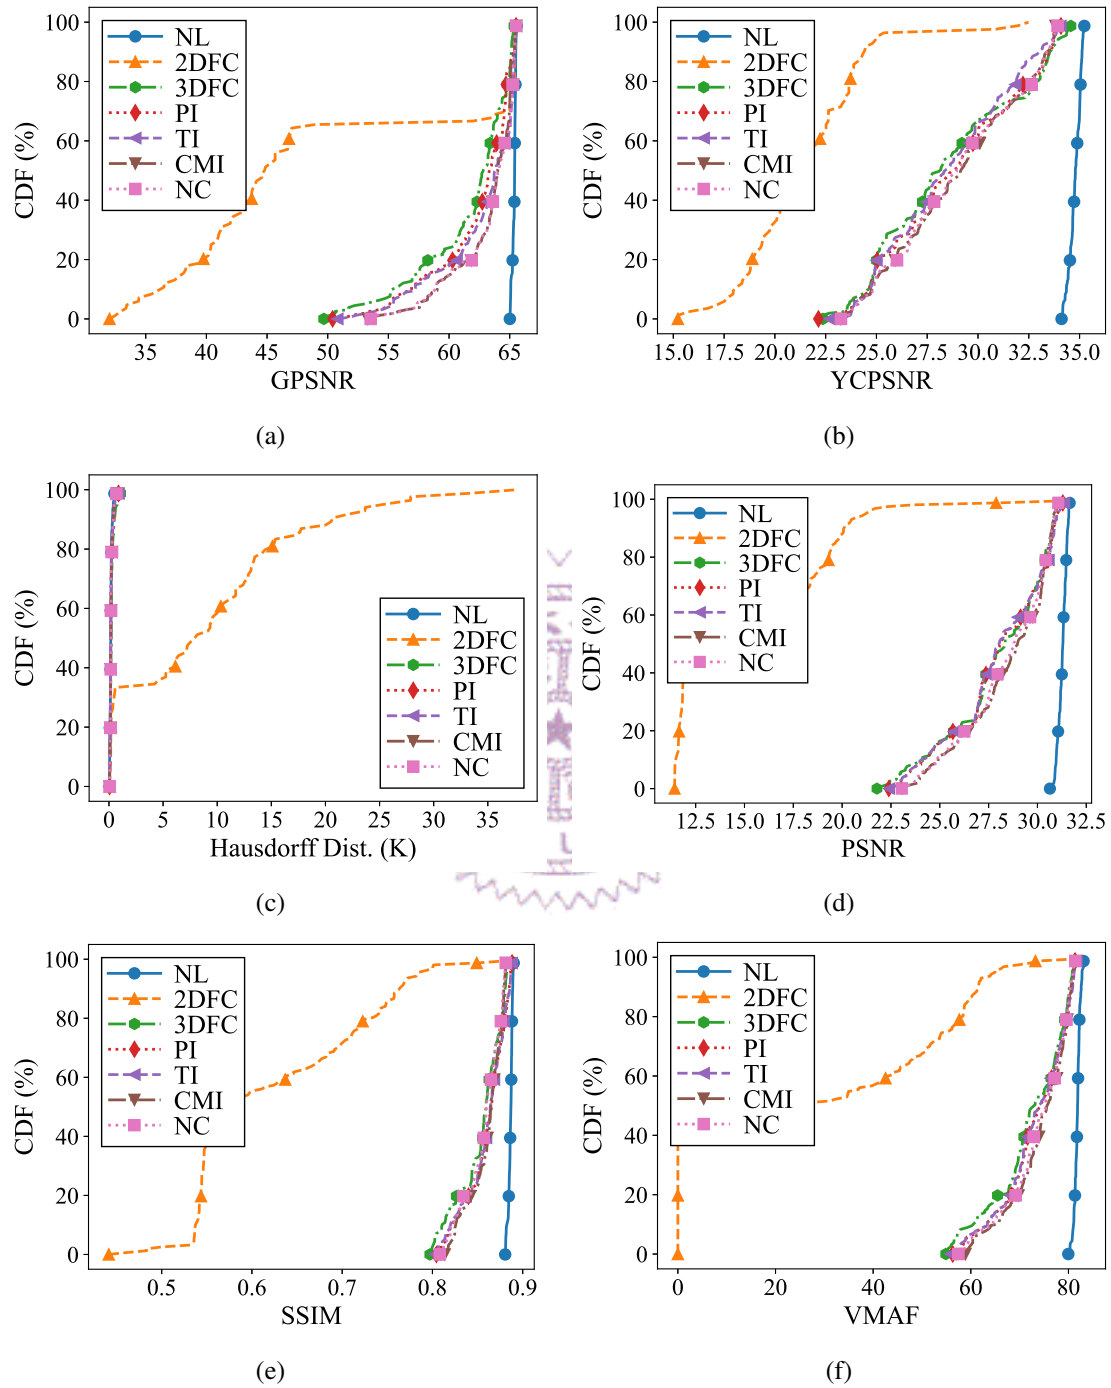 NL
2DFC
3DFC
PI
TI
CMI
NC
CDF (%)
100
80
60
40
20
0
35 40 45 50 55 60 65
GPSNR
(a)
NL
2DFC
3DFC
PI
TI
CMI
NC
CDF (%)
100
80
60
40
20
0
15.0 17.5 20.0 22.5 25.0 27.5 30.0 32.5 35.0
YCPSNR
(b)
NL
2DFC
3DFC
PI
TI
CMI
NC
CDF (%)
100
80
60
40
20
0
0 5 10 15 20 25 30 35
Hausdorff Dist. (K)
(c)
NL
2DFC
3DFC
PI
TI
CMI
NC
CDF (%)
100
80
60
40
20
0
12.5 15.0 17.5 20.0 22.5 25.0 27.5 30.0 32.5
PSNR
(d)
NL
2DFC
3DFC
PI
TI
CMI
NC
CDF (%)
100
80
60
40
20
0
0.5 0.6 0.7 0.8 0.9
SSIM
(e)
NL
2DFC
3DFC
PI
TI
CMI
NC
CDF (%)
100
80
60
40
20
0
0 20 40 60 80
VMAF
(f)